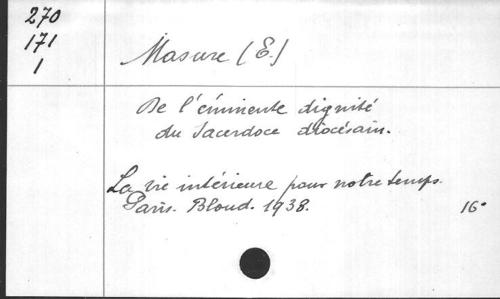 270
171
1
Masure (E.)
De l'éminente dignité
du Sacerdoce diocésain.
La vie intérieure pour notre temps.
Paris. Bloud. 1938.
16°